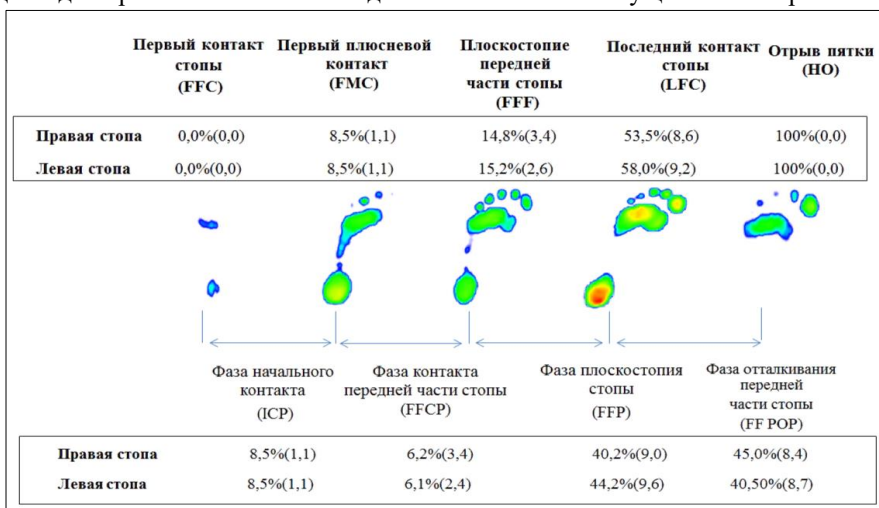 Первый контакт стопы (FFC)
Первый плюсневой контакт (FMC)
Плоскостопие передней части стопы (FFF)
Последний контакт стопы (LFC)
Отрыв пятки (HO)
Правая стопа 0,0%(0,0) 8,5%(1,1) 14,8%(3,4) 53,5%(8,6) 100%(0,0)
Левая стопа 0,0%(0,0) 8,5%(1,1) 15,2%(2,6) 58,0%(9,2) 100%(0,0)
Фаза начального контакта (ICP)
Фаза контакта передней части стопы (FFCP)
Фаза плоскостопия стопы (FFP)
Фаза отталкивания передней части стопы (FF POP)
Правая стопа 8,5%(1,1) 6,2%(3,4) 40,2%(9,0) 45,0%(8,4)
Левая стопа 8,5%(1,1) 6,1%(2,4) 44,2%(9,6) 40,50%(8,7)